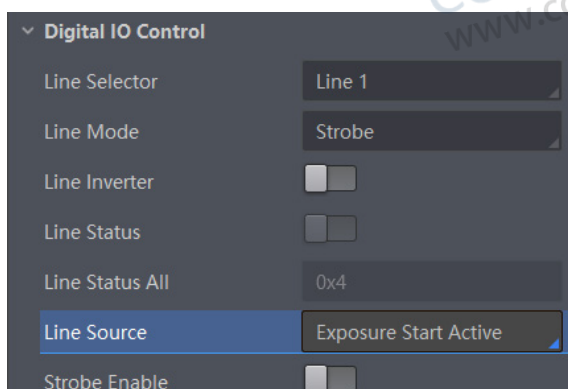 Digital IO Control
Line Selector Line 1
Line Mode Strobe
Line Inverter
Line Status
Line Status All 0x4
Line Source Exposure Start Active
Strobe Enable